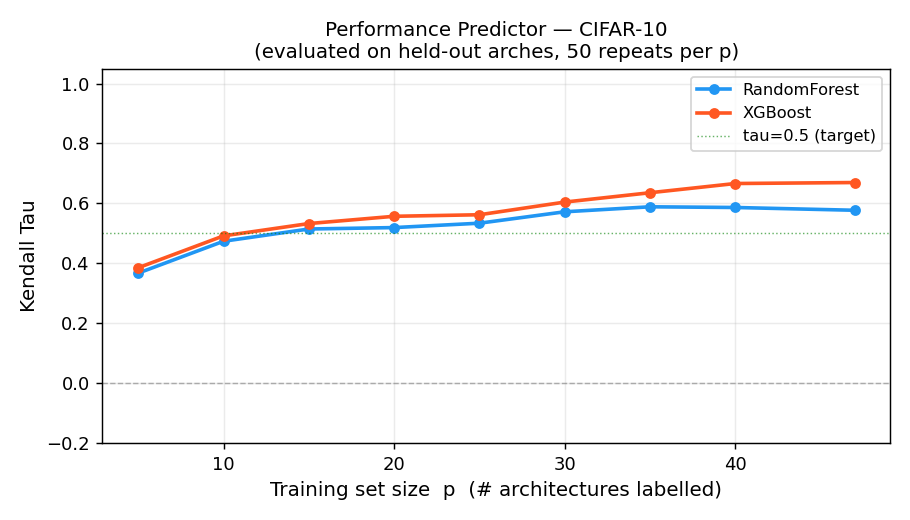 Performance Predictor — CIFAR-10
(evaluated on held-out arches, 50 repeats per p)
RandomForest
XGBoost
tau=0.5 (target)
Kendall Tau
1.0
0.8
0.6
0.4
0.2
0.0
−0.2
10 20 30 40
Training set size p (# architectures labelled)